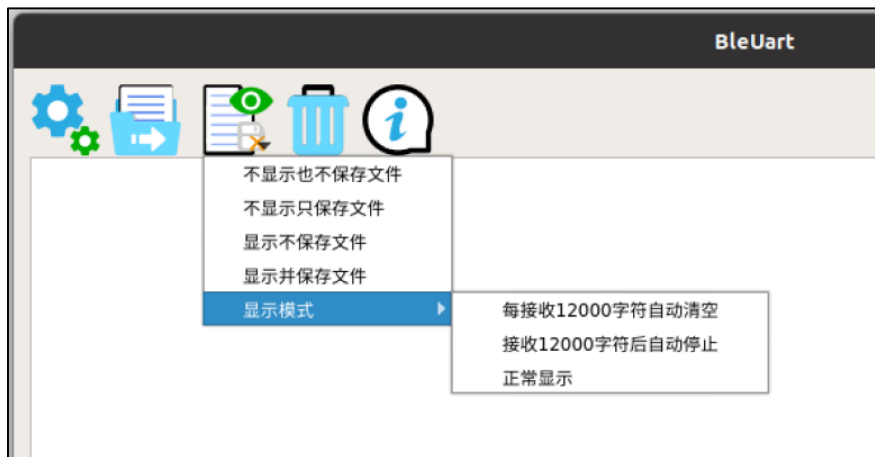 BleUart
不显示也不保存文件
不显示只保存文件
显示不保存文件
显示并保存文件
显示模式
每接收12000字符自动清空
接收12000字符后自动停止
正常显示